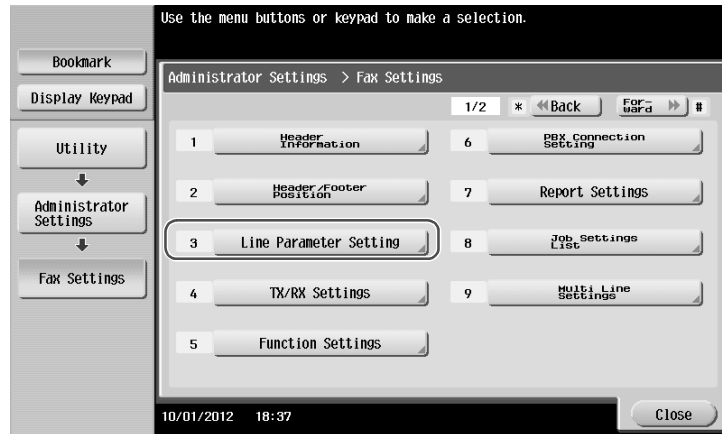 Use the menu buttons or keypad to make a selection.
Bookmark
Display Keypad
Utility
Administrator
Settings
Fax Settings
Administrator Settings > Fax Settings
1/2 * Back For-
ward #
1 Header
Information
6 PBX Connection
Setting
2 Header/Footer
Position
7 Report Settings
3 Line Parameter Setting
8 Job Settings
List
4 TX/RX Settings
9 Multi Line
Settings
5 Function Settings
10/01/2012 18:37
Close